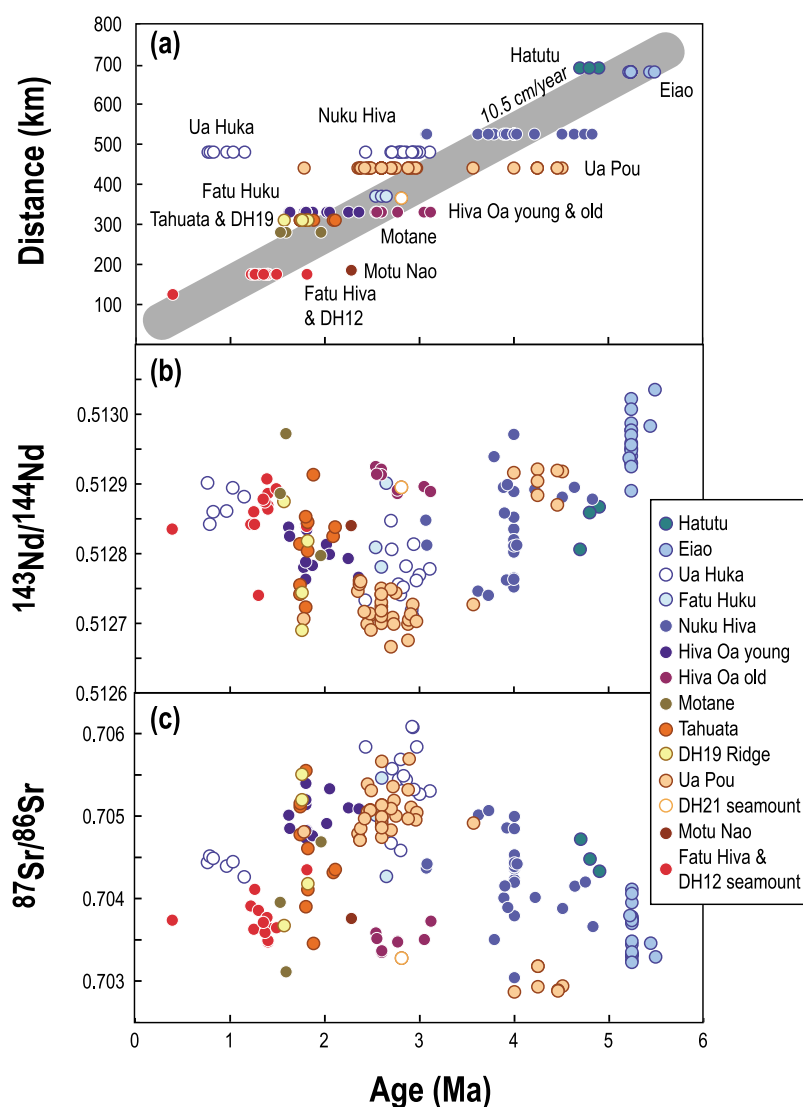 (a)
Distance (km)
800
700
600
500
400
300
200
100
Hatutu
Eiao
10.5 cm/year
Ua Huka
Nuku Hiva
Ua Pou
Fatu Huku
Tahuata & DH19
Hiva Oa young & old
Motane
Motu Nao
Fatu Hiva
& DH12
(b)
143Nd/144Nd
0.5130
0.5129
0.5128
0.5127
0.5126
(c)
87Sr/86Sr
0.706
0.705
0.704
0.703
Hatutu
Eiao
Ua Huka
Fatu Huku
Nuku Hiva
Hiva Oa young
Hiva Oa old
Motane
Tahuata
DH19 Ridge
Ua Pou
DH21 seamount
Motu Nao
Fatu Hiva &
DH12 seamount
0 1 2 3 4 5 6
Age (Ma)